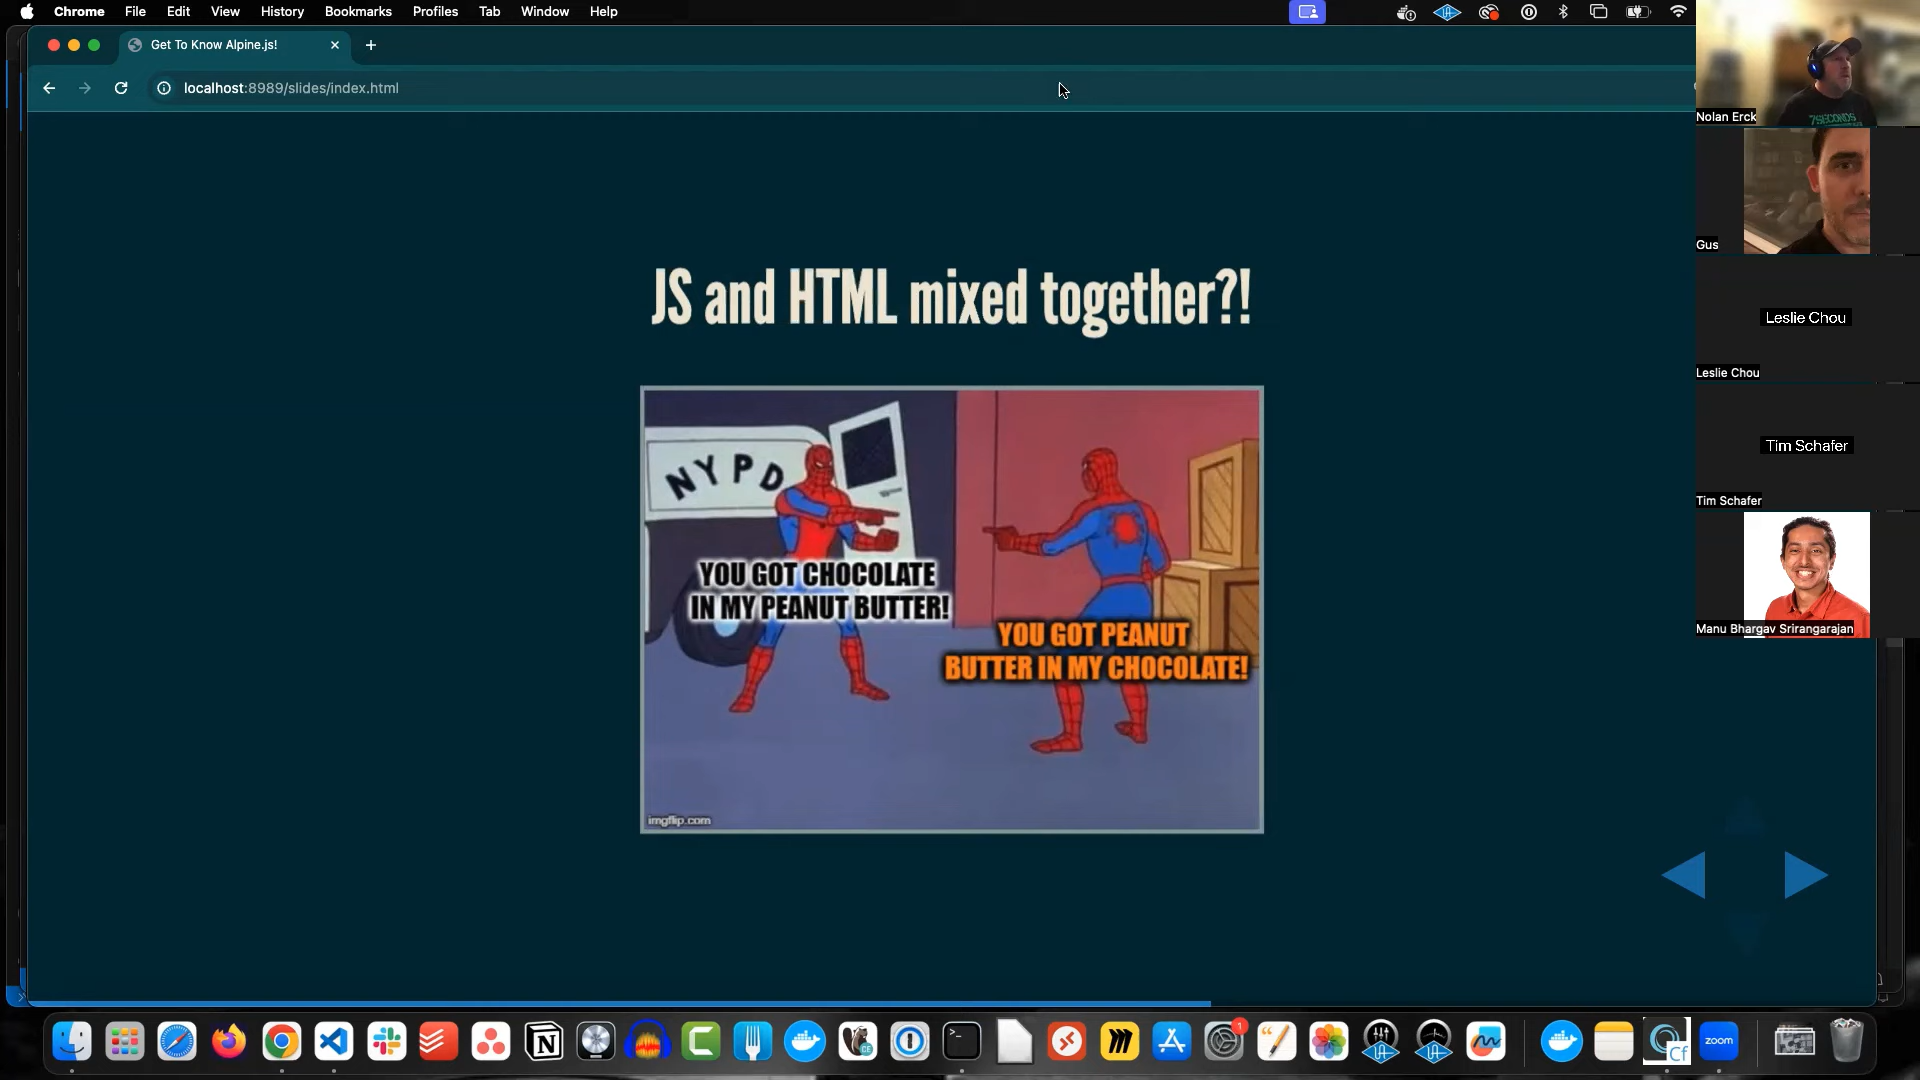 Chrome File Edit View History Bookmarks Profiles Tab Window Help
Get To Know Alpine.js!
localhost:8989/slides/index.html
JS and HTML mixed together?!
NYPD
YOU GOT CHOCOLATE
IN MY PEANUT BUTTER!
YOU GOT PEANUT
BUTTER IN MY CHOCOLATE!
imgflip.com
7SECONDS
Nolan Erck
Gus
Leslie Chou
Leslie Chou
Tim Schafer
Tim Schafer
Manu Bhargav Srirangarajan
1
Cf
zoom